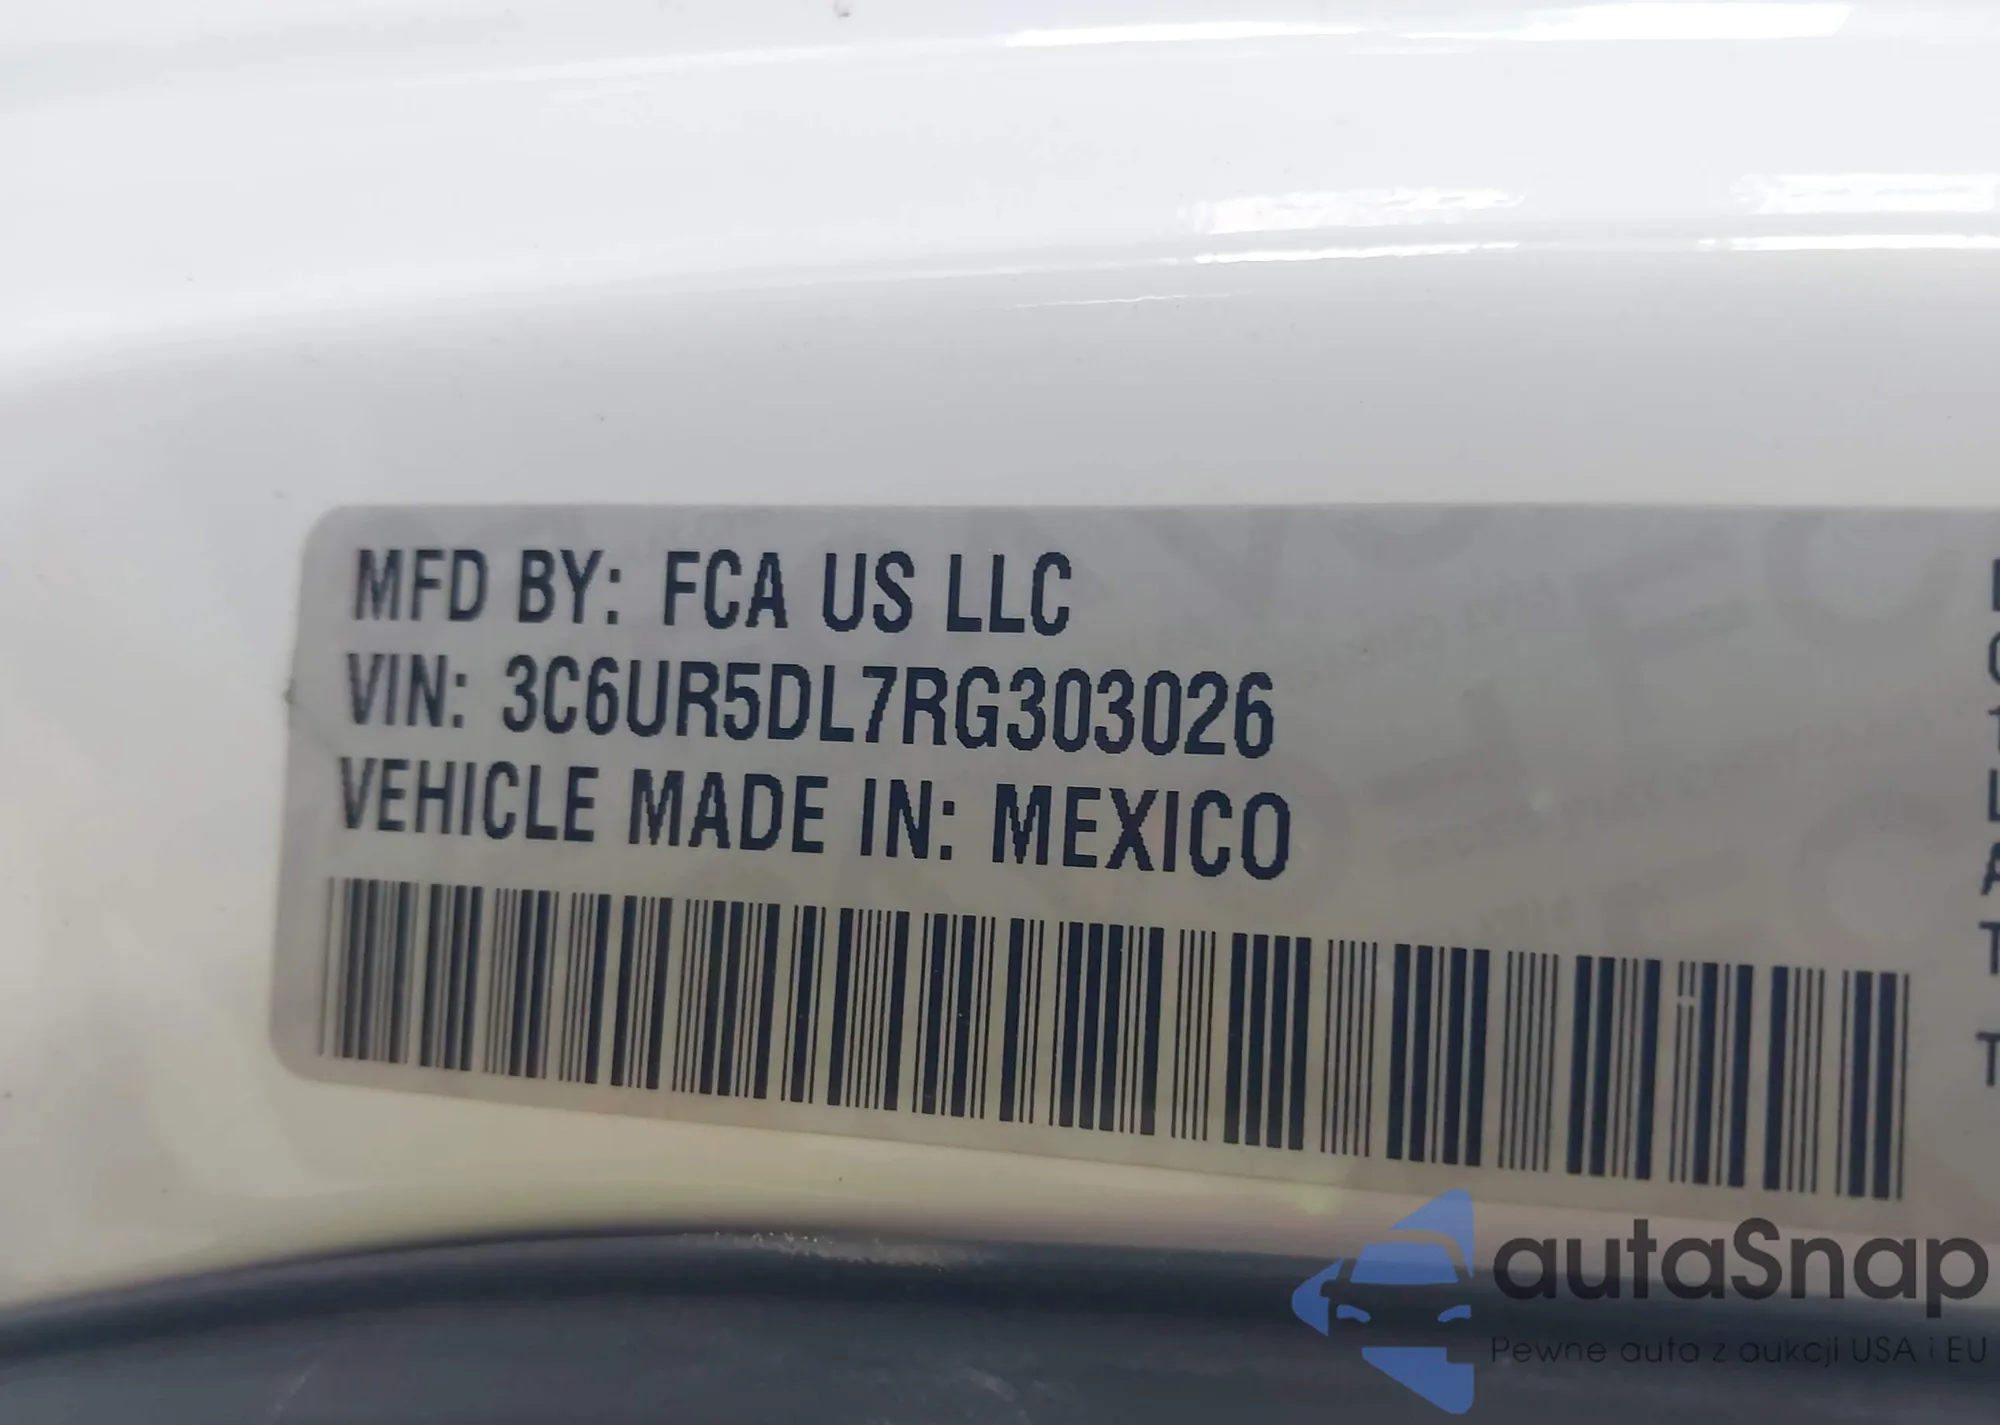 MFD BY: FCA US LLC
VIN: 3C6UR5DL7RG303026
VEHICLE MADE IN: MEXICO
autaSnap
Pewne auta z aukcji USA i EU